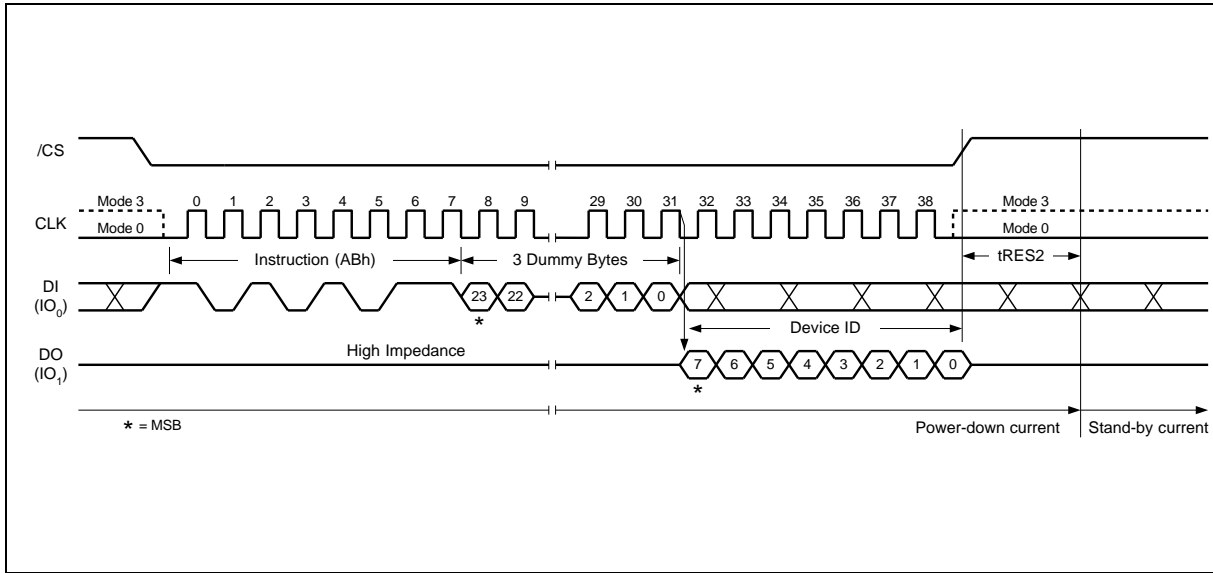 /CS
Mode 3
0 1 2 3 4 5 6 7 8 9 29 30 31 32 33 34 35 36 37 38
Mode 3
CLK
Mode 0
Mode 0
Instruction (ABh)
3 Dummy Bytes
tRES2
DI
(IO0)
23 22 2 1 0
*
Device ID
DO
(IO1)
High Impedance
7 6 5 4 3 2 1 0
*
* = MSB
Power-down current
Stand-by current